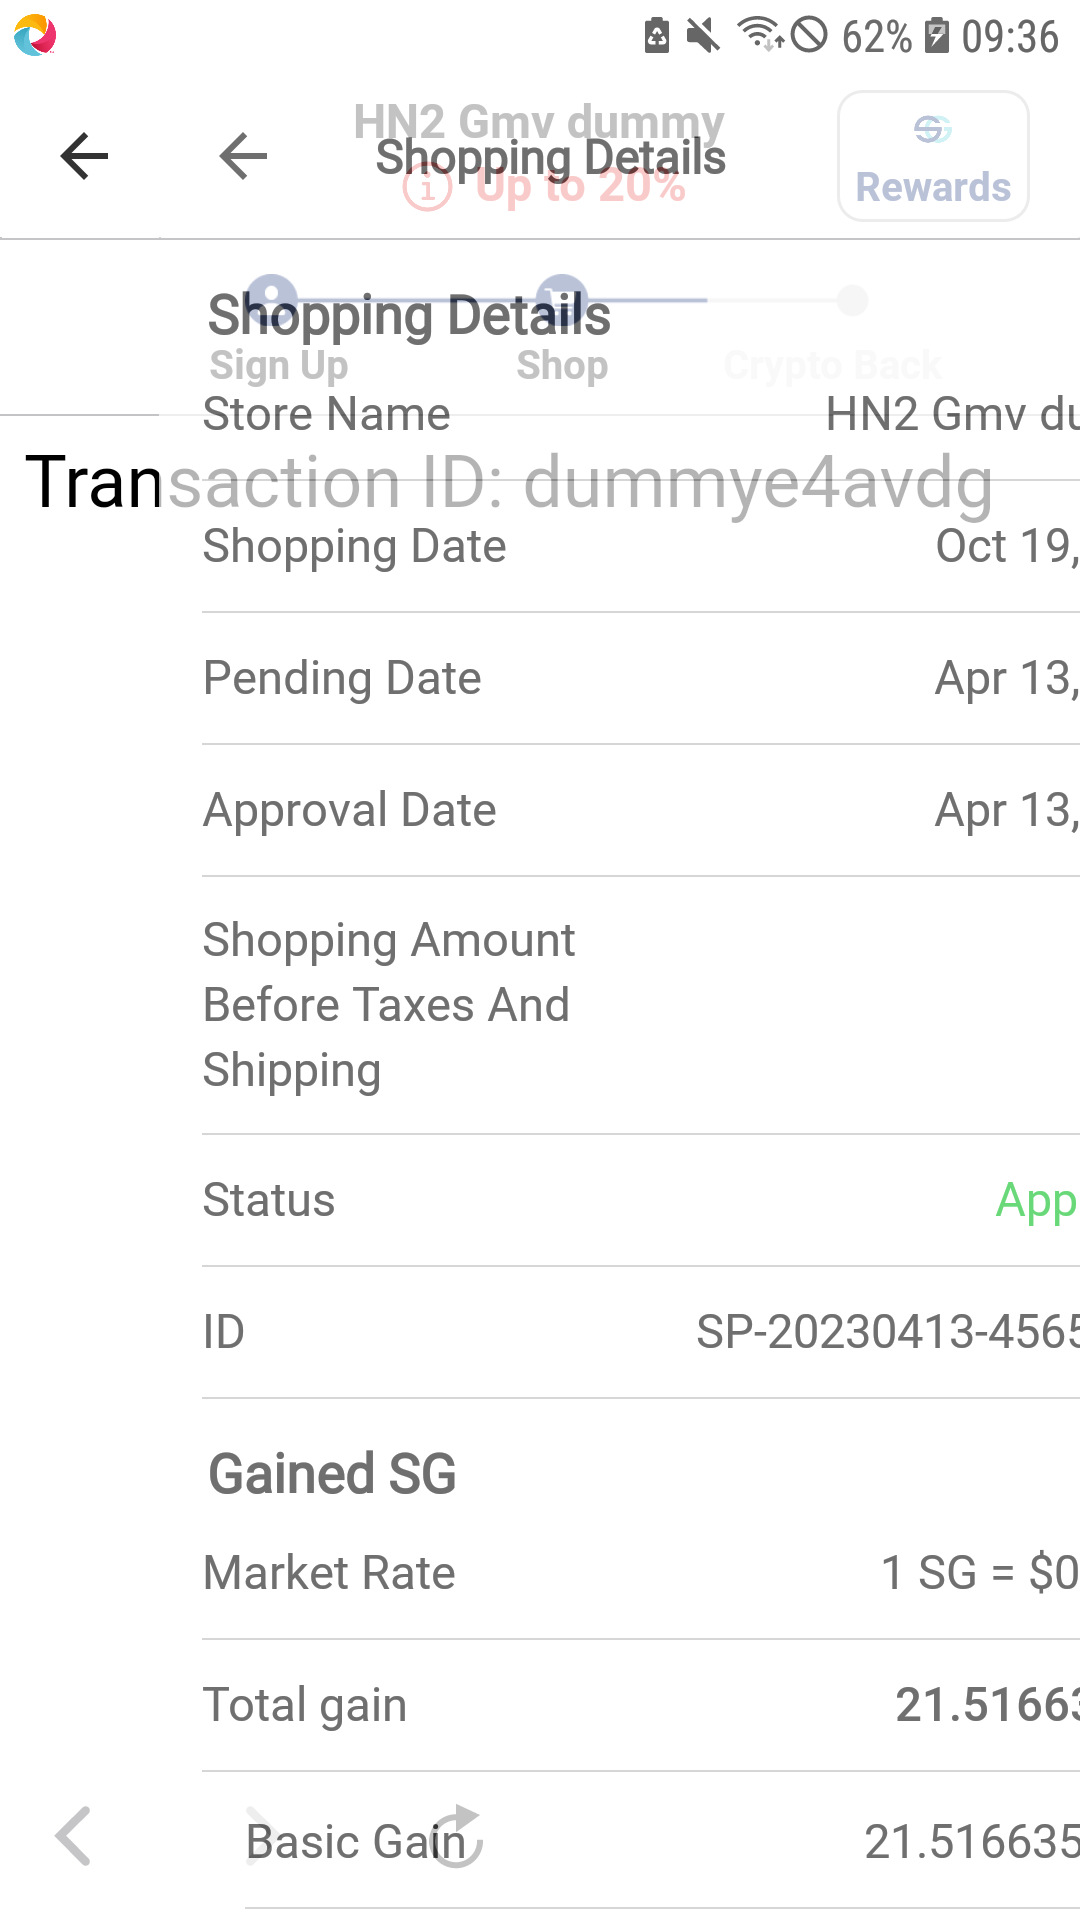 62% 09:36
HN2 Gmv dummy
Shopping Details
Up to 20%
Rewards
Shopping Details
Sign Up Shop Crypto Back
Store Name HN2 Gmv du
Transaction ID: dummye4avdg
Shopping Date Oct 19,
Pending Date Apr 13,
Approval Date Apr 13,
Shopping Amount
Before Taxes And
Shipping
Status App
ID SP-20230413-4565
Gained SG
Market Rate 1 SG = $0
Total gain 21.51663
Basic Gain 21.516635